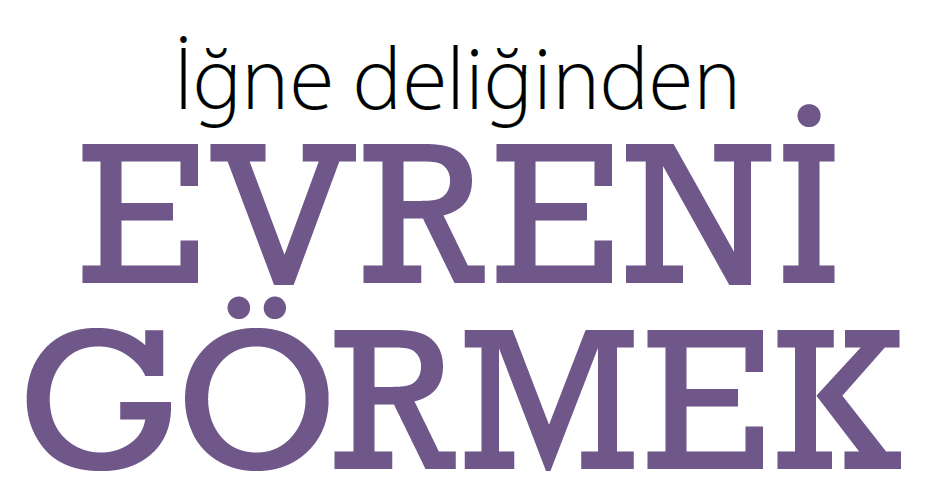 İğne deliğinden
EVRENİ
GÖRMEK